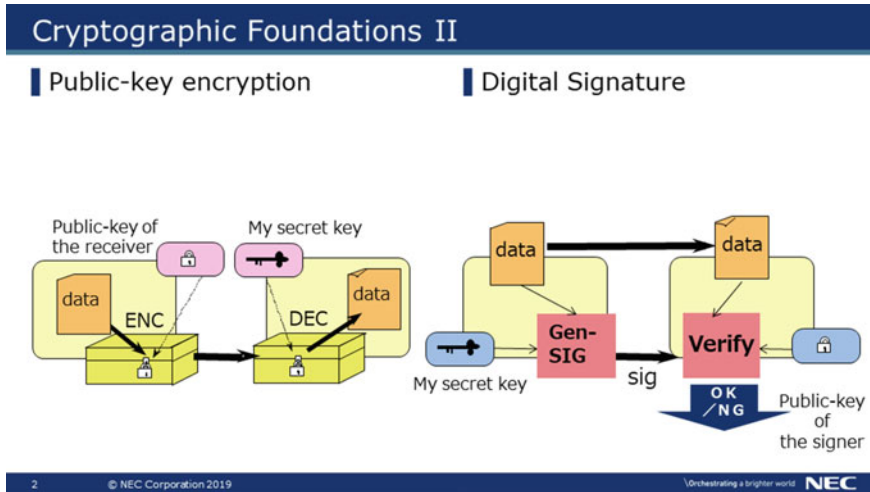 Cryptographic Foundations II
Public-key encryption
Digital Signature
Public-key of
the receiver
My secret key
data
ENC
DEC
data
data
data
Gen-
SIG
Verify
My secret key
sig
OK
/NG
Public-key
of
the signer
2
© NEC Corporation 2019
\Orchestrating a brighter world
NEC